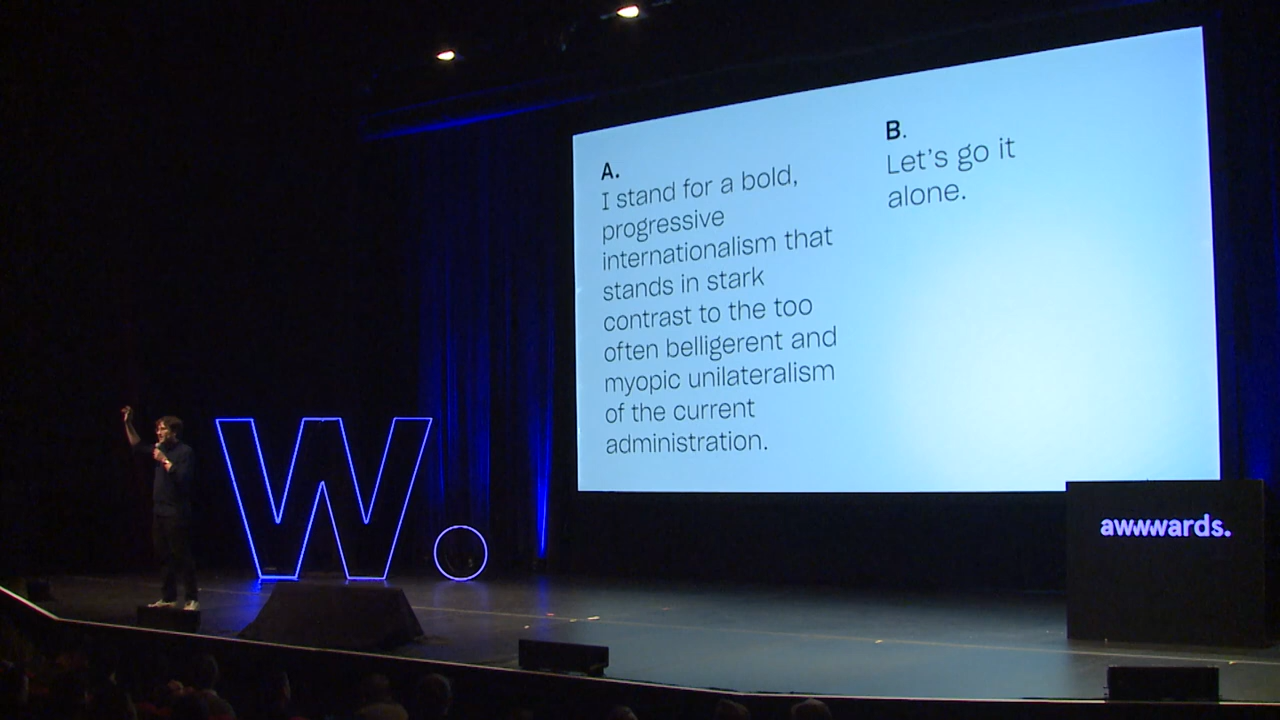 A.
I stand for a bold,
progressive
internationalism that
stands in stark
contrast to the too
often belligerent and
myopic unilateralism
of the current
administration.
B.
Let's go it
alone.
W.
awwwards.